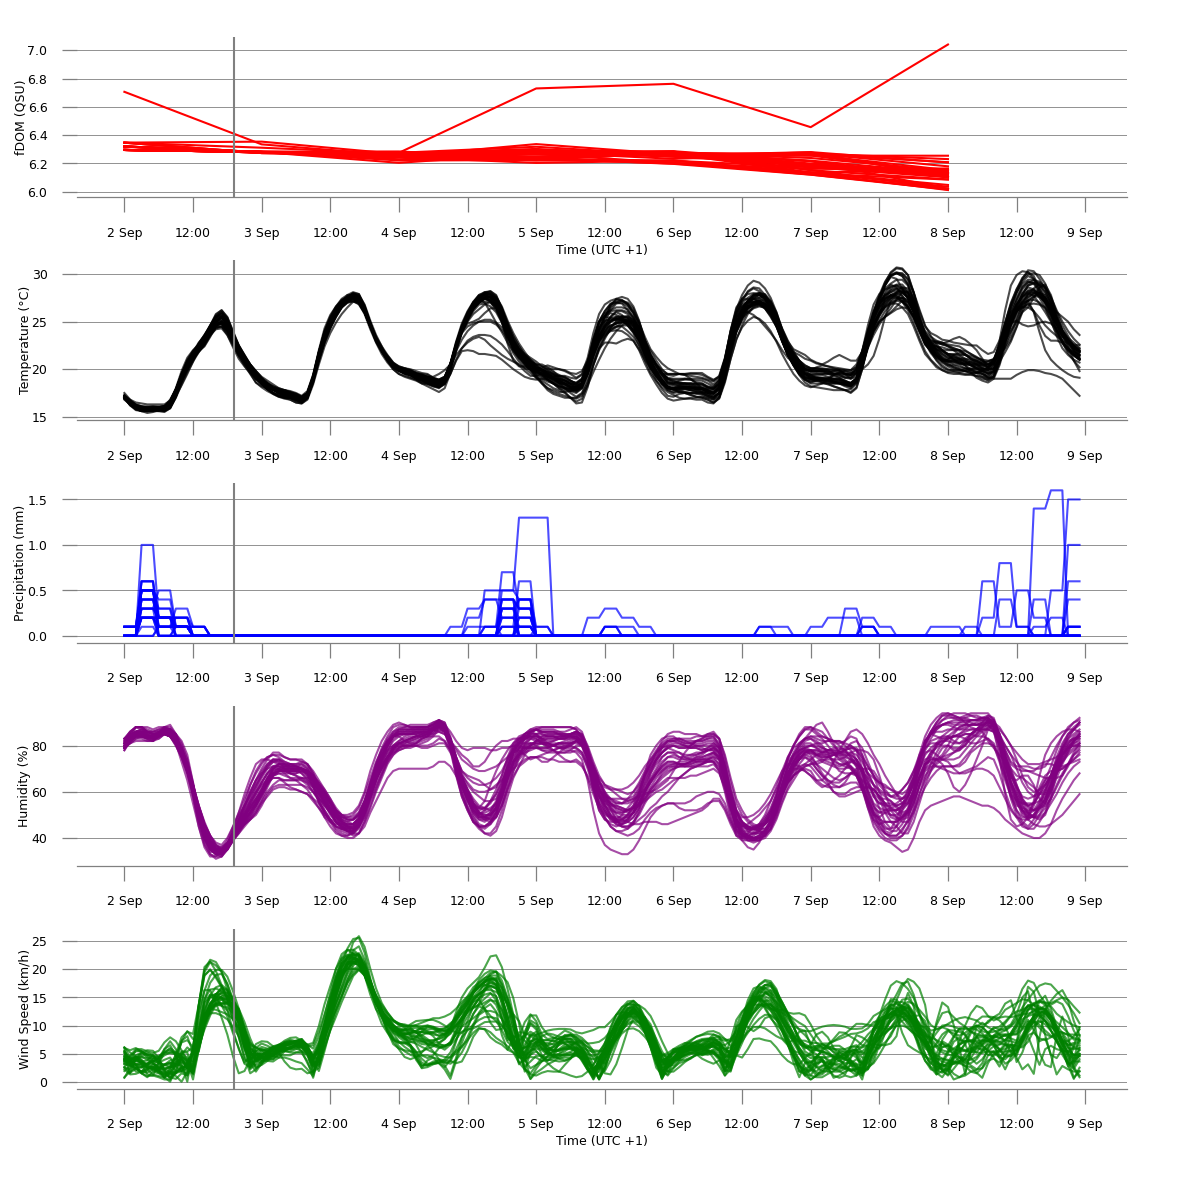 fDOM (QSU)
7.0
6.8
6.6
6.4
6.2
6.0
2 Sep 12:00 3 Sep 12:00 4 Sep 12:00 5 Sep 12:00 6 Sep 12:00 7 Sep 12:00 8 Sep 12:00 9 Sep
Time (UTC +1)
Temperature (°C)
30
25
20
15
2 Sep 12:00 3 Sep 12:00 4 Sep 12:00 5 Sep 12:00 6 Sep 12:00 7 Sep 12:00 8 Sep 12:00 9 Sep
Precipitation (mm)
1.5
1.0
0.5
0.0
2 Sep 12:00 3 Sep 12:00 4 Sep 12:00 5 Sep 12:00 6 Sep 12:00 7 Sep 12:00 8 Sep 12:00 9 Sep
Humidity (%)
80
60
40
2 Sep 12:00 3 Sep 12:00 4 Sep 12:00 5 Sep 12:00 6 Sep 12:00 7 Sep 12:00 8 Sep 12:00 9 Sep
Wind Speed (km/h)
25
20
15
10
5
0
2 Sep 12:00 3 Sep 12:00 4 Sep 12:00 5 Sep 12:00 6 Sep 12:00 7 Sep 12:00 8 Sep 12:00 9 Sep
Time (UTC +1)